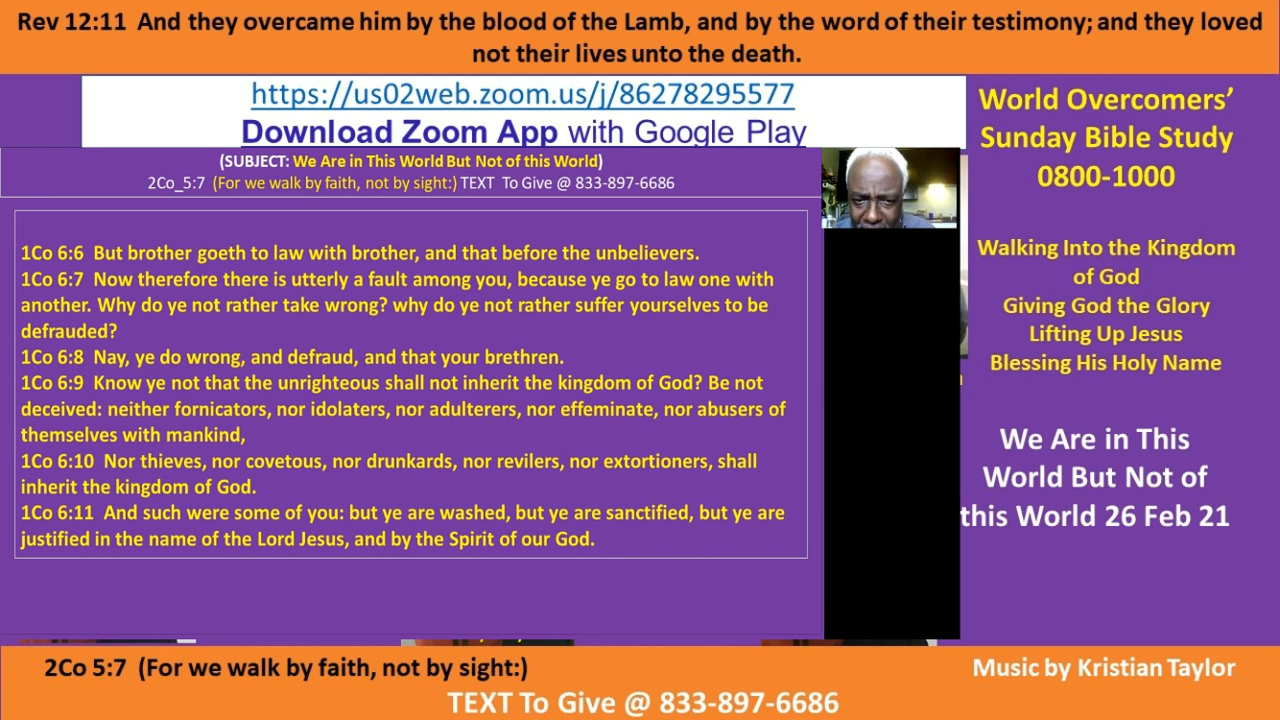 Rev 12:11  And they overcame him by the blood of the Lamb, and by the word of their testimony; and they loved
not their lives unto the death.
https://us02web.zoom.us/j/86278295577
Download Zoom App with Google Play
(SUBJECT: We Are in This World But Not of this World)
2Co_5:7  (For we walk by faith, not by sight:) TEXT  To Give @ 833-897-6686
1Co 6:6  But brother goeth to law with brother, and that before the unbelievers.
1Co 6:7  Now therefore there is utterly a fault among you, because ye go to law one with
another. Why do ye not rather take wrong? why do ye not rather suffer yourselves to be
defrauded?
1Co 6:8  Nay, ye do wrong, and defraud, and that your brethren.
1Co 6:9  Know ye not that the unrighteous shall not inherit the kingdom of God? Be not
deceived: neither fornicators, nor idolaters, nor adulterers, nor effeminate, nor abusers of
themselves with mankind,
1Co 6:10  Nor thieves, nor covetous, nor drunkards, nor revilers, nor extortioners, shall
inherit the kingdom of God.
1Co 6:11  And such were some of you: but ye are washed, but ye are sanctified, but ye are
justified in the name of the Lord Jesus, and by the Spirit of our God.
World Overcomers’
Sunday Bible Study
0800-1000
Walking Into the Kingdom
of God
Giving God the Glory
Lifting Up Jesus
Blessing His Holy Name
We Are in This
World But Not of
this World 26 Feb 21
2Co 5:7  (For we walk by faith, not by sight:)
Music by Kristian Taylor
TEXT To Give @ 833-897-6686